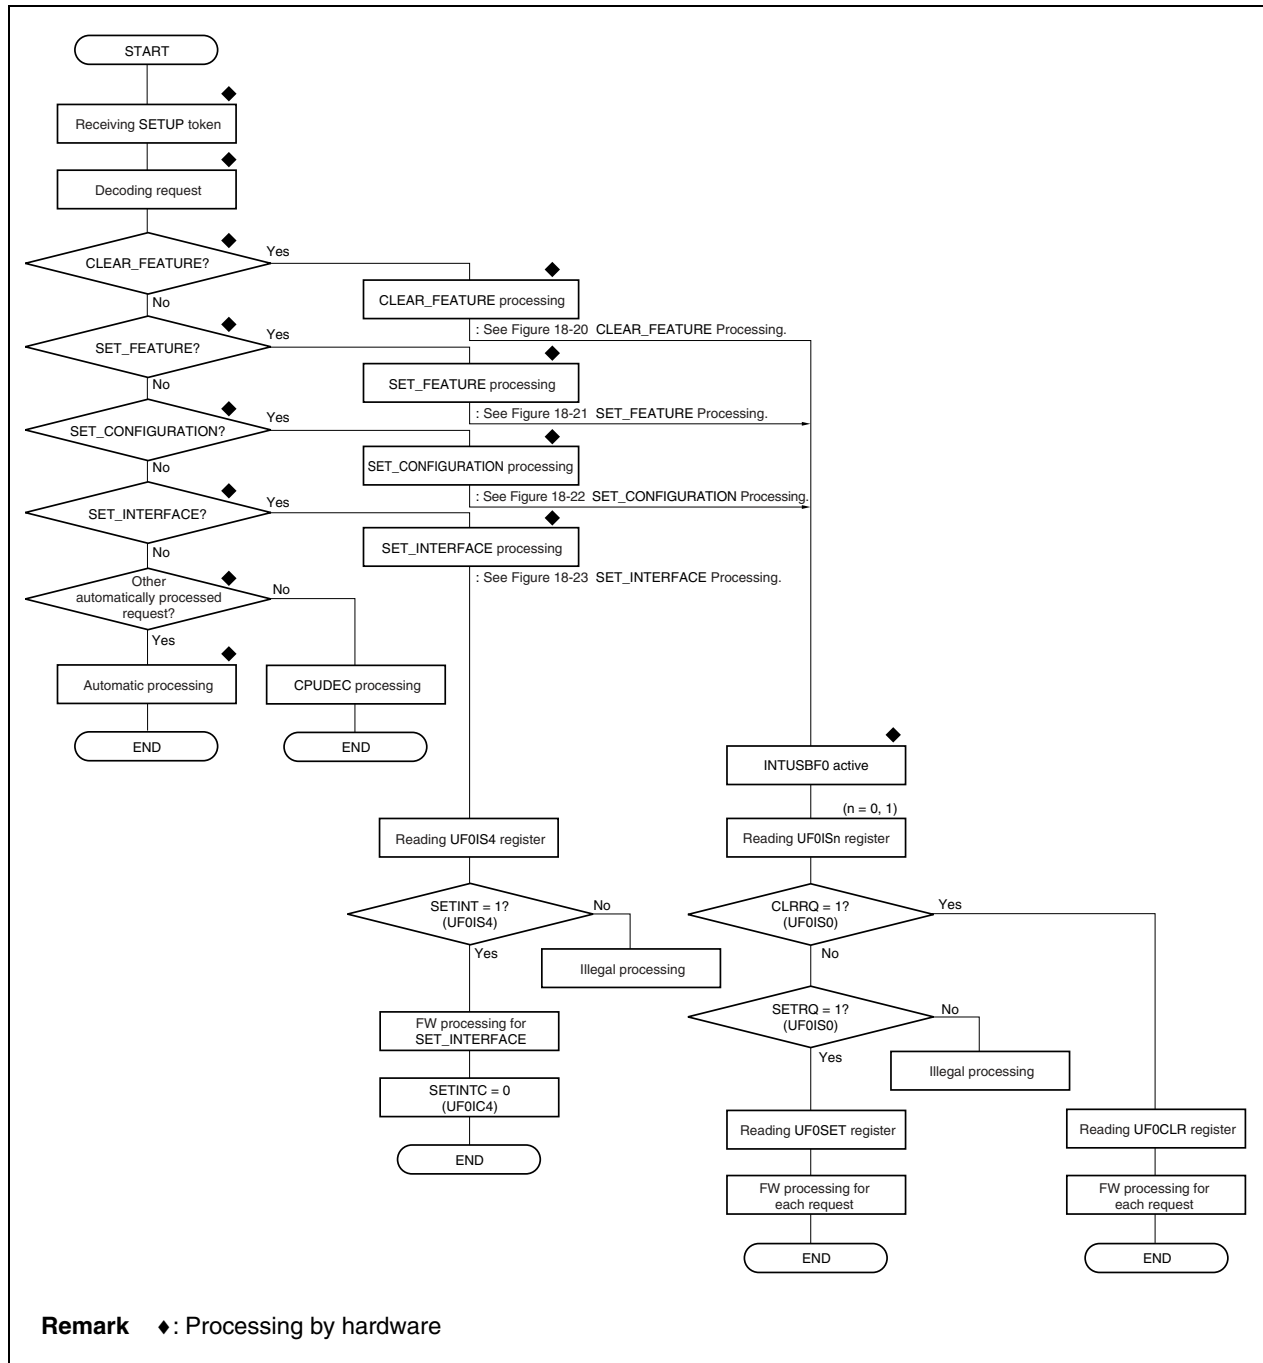 START
Receiving SETUP token
Decoding request
CLEAR_FEATURE?
Yes
No
CLEAR_FEATURE processing
: See Figure 18-20 CLEAR_FEATURE Processing.
SET_FEATURE?
Yes
No
SET_FEATURE processing
: See Figure 18-21 SET_FEATURE Processing.
SET_CONFIGURATION?
Yes
No
SET_CONFIGURATION processing
: See Figure 18-22 SET_CONFIGURATION Processing.
SET_INTERFACE?
Yes
No
SET_INTERFACE processing
: See Figure 18-23 SET_INTERFACE Processing.
Other
automatically processed
request?
No
Yes
Automatic processing
CPUDEC processing
END
END
INTUSBF0 active
(n = 0, 1)
Reading UF0IS4 register
Reading UF0ISn register
SETINT = 1?
(UF0IS4)
No
Yes
Illegal processing
CLRRQ = 1?
(UF0IS0)
Yes
No
SETRQ = 1?
(UF0IS0)
No
Yes
Illegal processing
FW processing for
SET_INTERFACE
SETINTC = 0
(UF0IC4)
END
Reading UF0SET register
Reading UF0CLR register
FW processing for
each request
FW processing for
each request
END
END
Remark ◆: Processing by hardware